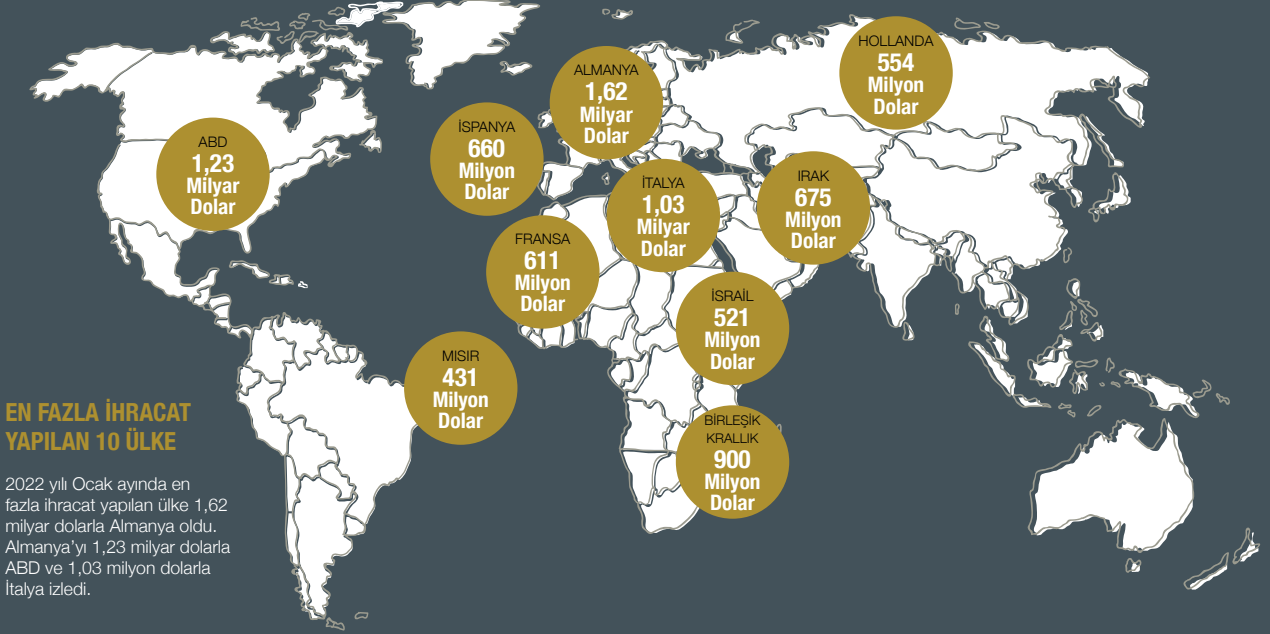 HOLLANDA
554
Milyon
Dolar
ALMANYA
1,62
Milyar
Dolar
İSPANYA
660
Milyon
Dolar
ABD
1,23
Milyar
Dolar
İTALYA
1,03
Milyar
Dolar
IRAK
675
Milyon
Dolar
FRANSA
611
Milyon
Dolar
İSRAİL
521
Milyon
Dolar
MISIR
431
Milyon
Dolar
BİRLEŞİK
KRALLIK
900
Milyon
Dolar
EN FAZLA İHRACAT
YAPILAN 10 ÜLKE
2022 yılı Ocak ayında en
fazla ihracat yapılan ülke 1,62
milyar dolarla Almanya oldu.
Almanya’yı 1,23 milyar dolarla
ABD ve 1,03 milyon dolarla
İtalya izledi.